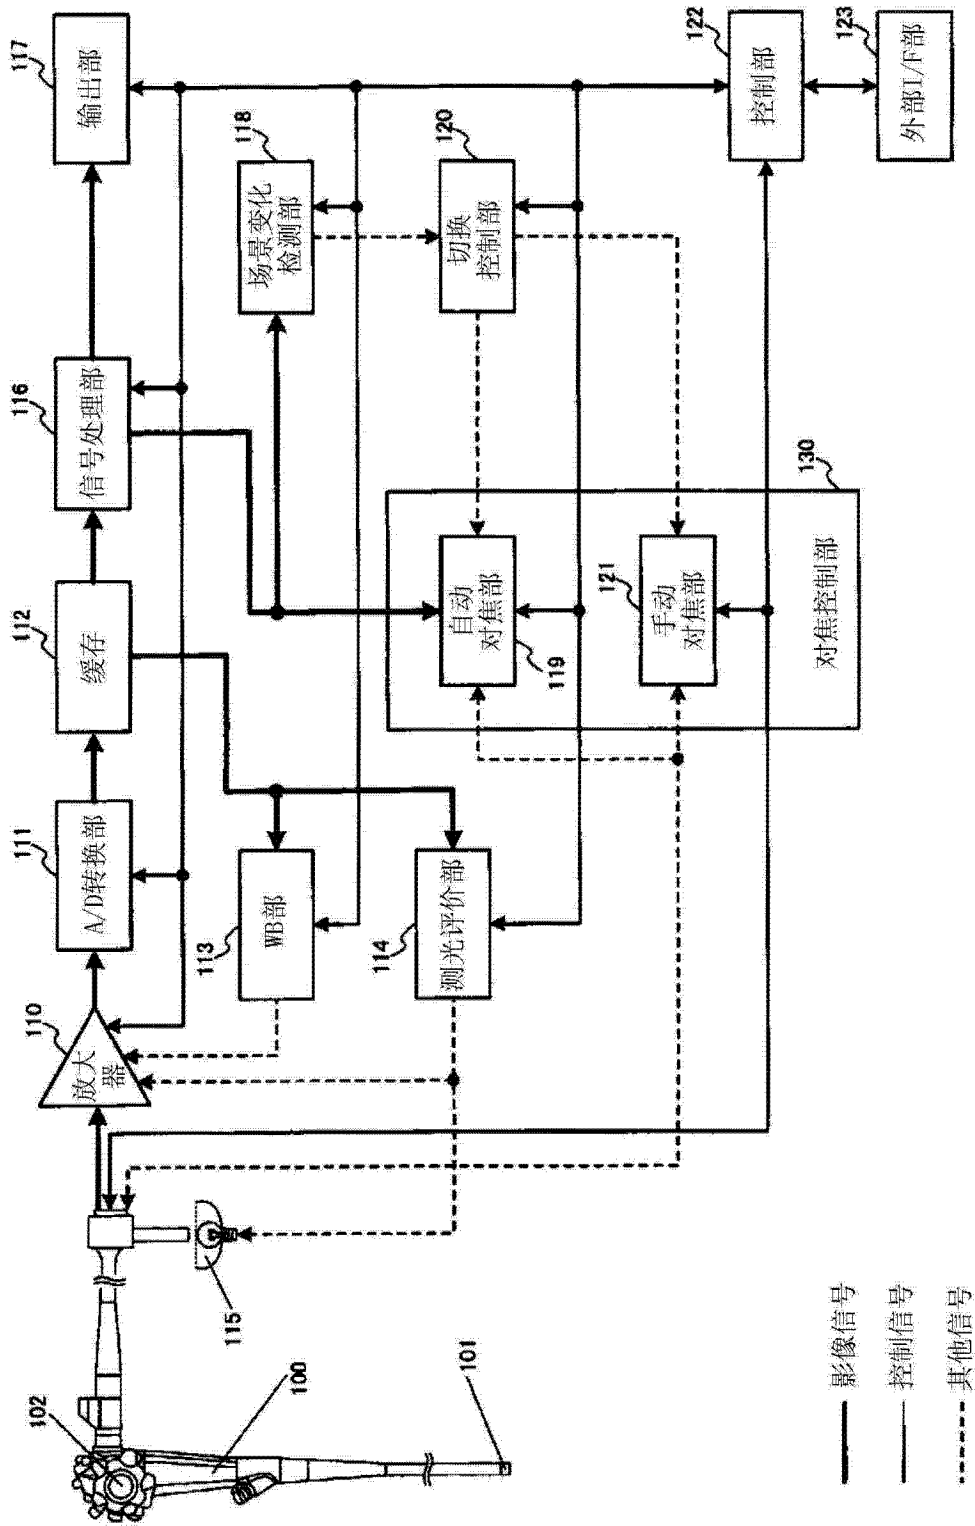 102
100
101
115
110
放大
器
111
A/D转换部
112
缓存
116
信号处理部
117
输出部
113
WB部
114
测光评价部
118
场景变化
检测部
120
切换
控制部
自动
对焦部
119
121
手动
对焦部
对焦控制部
130
122
控制部
123
外部I/F部
影像信号
控制信号
其他信号